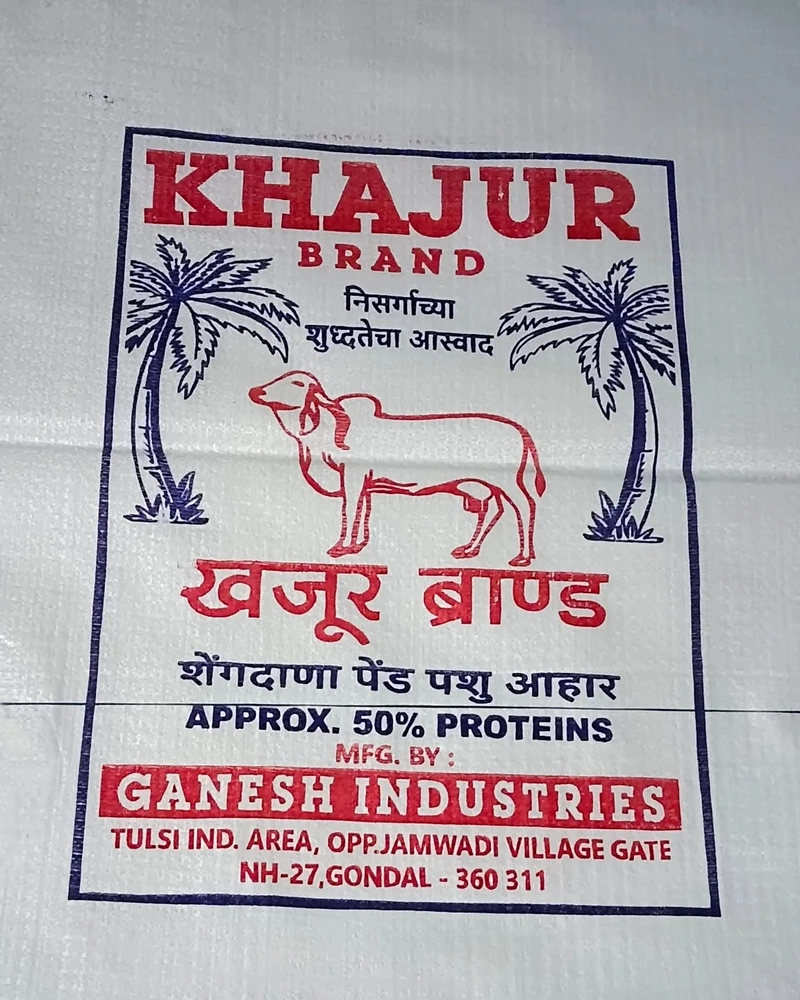 KHAJUR
BRAND
निसर्गाच्या
शुध्दतेचा आस्वाद
खजूर ब्राण्ड
शेंगदाणा पेंड पशु आहार
APPROX. 50% PROTEINS
MFG. BY :
GANESH INDUSTRIES
TULSI IND. AREA, OPP.JAMWADI VILLAGE GATE
NH-27,GONDAL - 360 311